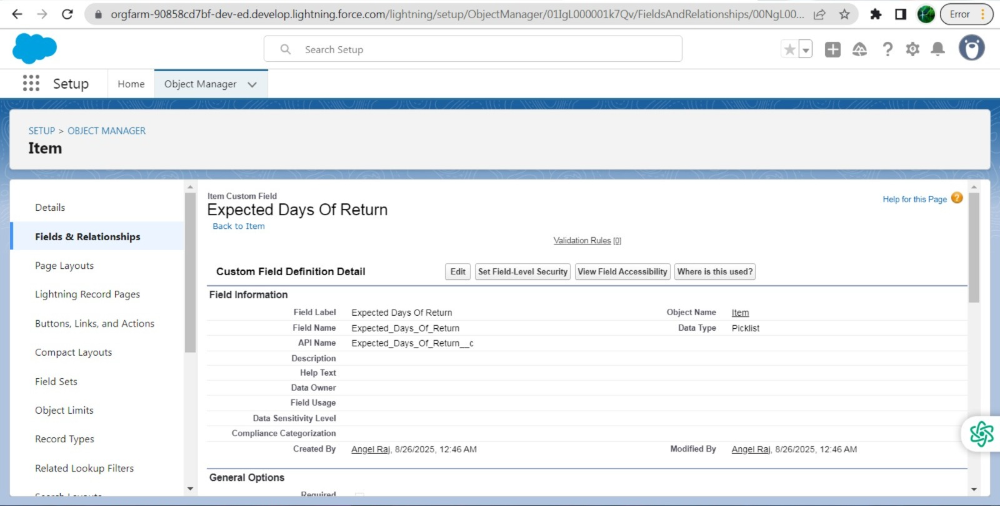 orgfarm-90858cd7bf-dev-ed.develop.lightning.force.com/lightning/setup/ObjectManager/01IgL000001k7Qv/FieldsAndRelationships/00NgL00... Error
Search Setup
Setup Home Object Manager
SETUP > OBJECT MANAGER
Item
Details
Fields & Relationships
Page Layouts
Lightning Record Pages
Buttons, Links, and Actions
Compact Layouts
Field Sets
Object Limits
Record Types
Related Lookup Filters
Search Layouts
Item Custom Field
Expected Days Of Return
Back to Item
Help for this Page ?
Validation Rules [0]
Custom Field Definition Detail Edit Set Field-Level Security View Field Accessibility Where is this used?
Field Information
Field Label Expected Days Of Return Object Name Item
Field Name Expected_Days_Of_Return Data Type Picklist
API Name Expected_Days_Of_Return__c
Description
Help Text
Data Owner
Field Usage
Data Sensitivity Level
Compliance Categorization
Created By Angel Raj, 8/26/2025, 12:46 AM Modified By Angel Raj, 8/26/2025, 12:46 AM
General Options
Required